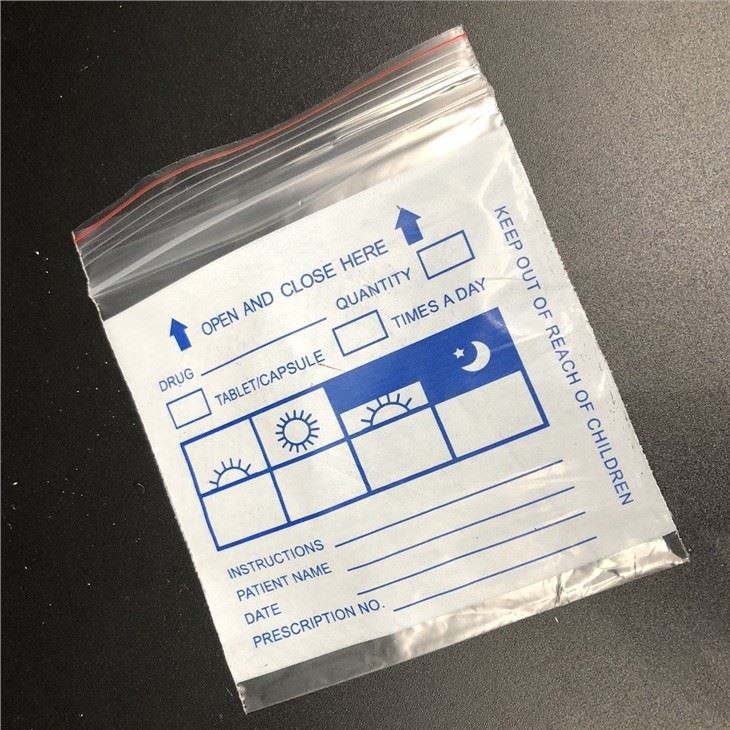 OPEN AND CLOSE HERE
DRUG QUANTITY
TABLET/CAPSULE TIMES A DAY
INSTRUCTIONS
PATIENT NAME
DATE
PRESCRIPTION NO.
KEEP OUT OF REACH OF CHILDREN